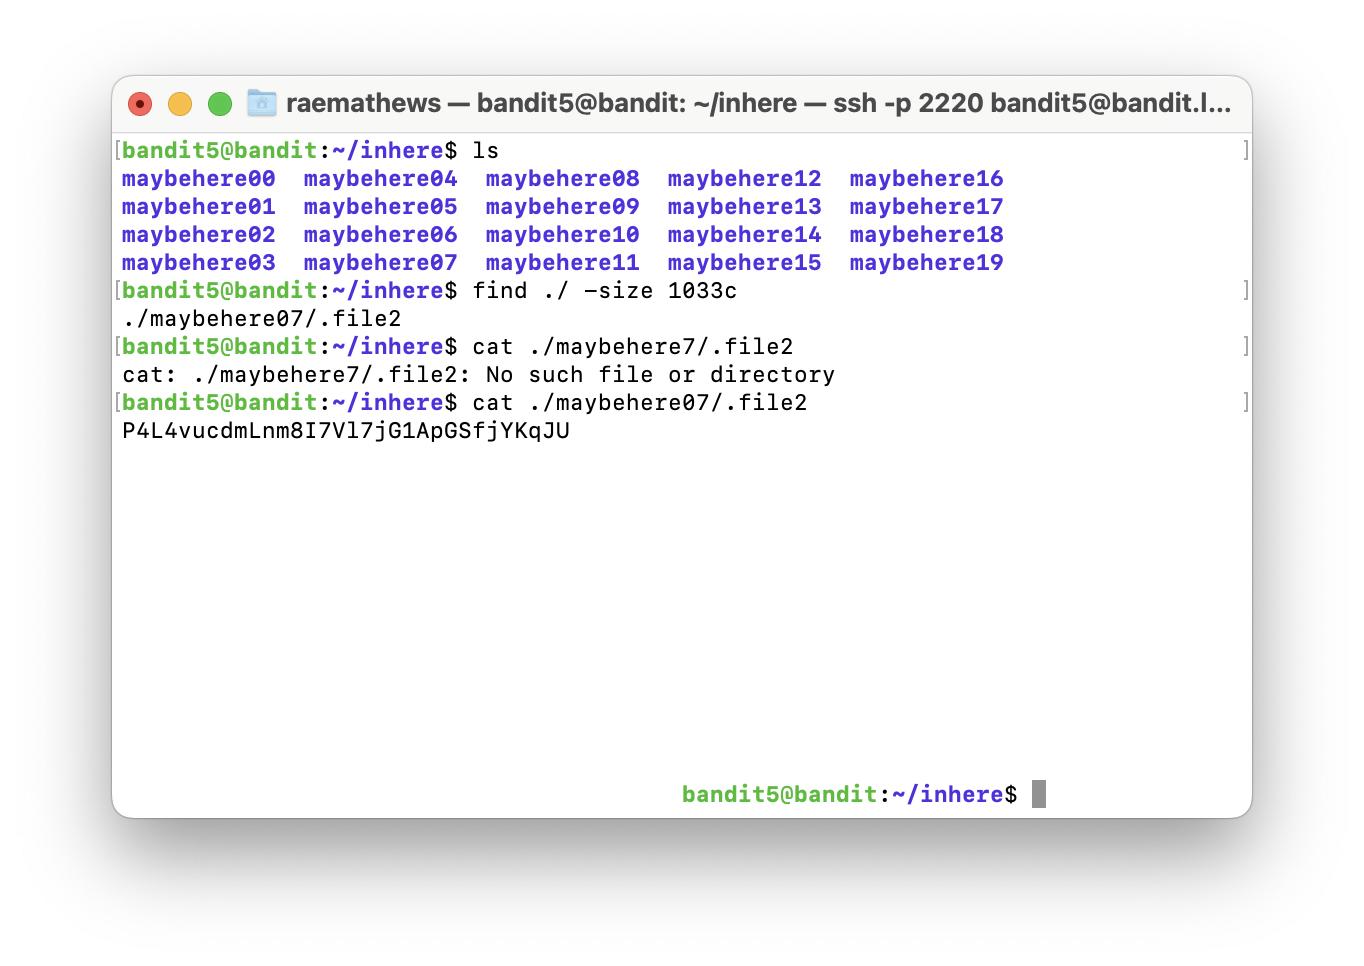 raemathews — bandit5@bandit: ~/inhere — ssh -p 2220 bandit5@bandit.l...
[bandit5@bandit:~/inhere$ ls ]
maybehere00 maybehere04 maybehere08 maybehere12 maybehere16
maybehere01 maybehere05 maybehere09 maybehere13 maybehere17
maybehere02 maybehere06 maybehere10 maybehere14 maybehere18
maybehere03 maybehere07 maybehere11 maybehere15 maybehere19
[bandit5@bandit:~/inhere$ find ./ -size 1033c ]
./maybehere07/.file2
[bandit5@bandit:~/inhere$ cat ./maybehere7/.file2 ]
cat: ./maybehere7/.file2: No such file or directory
[bandit5@bandit:~/inhere$ cat ./maybehere07/.file2 ]
P4L4vucdmLnm8I7Vl7jG1ApGSfjYKqJU
bandit5@bandit:~/inhere$